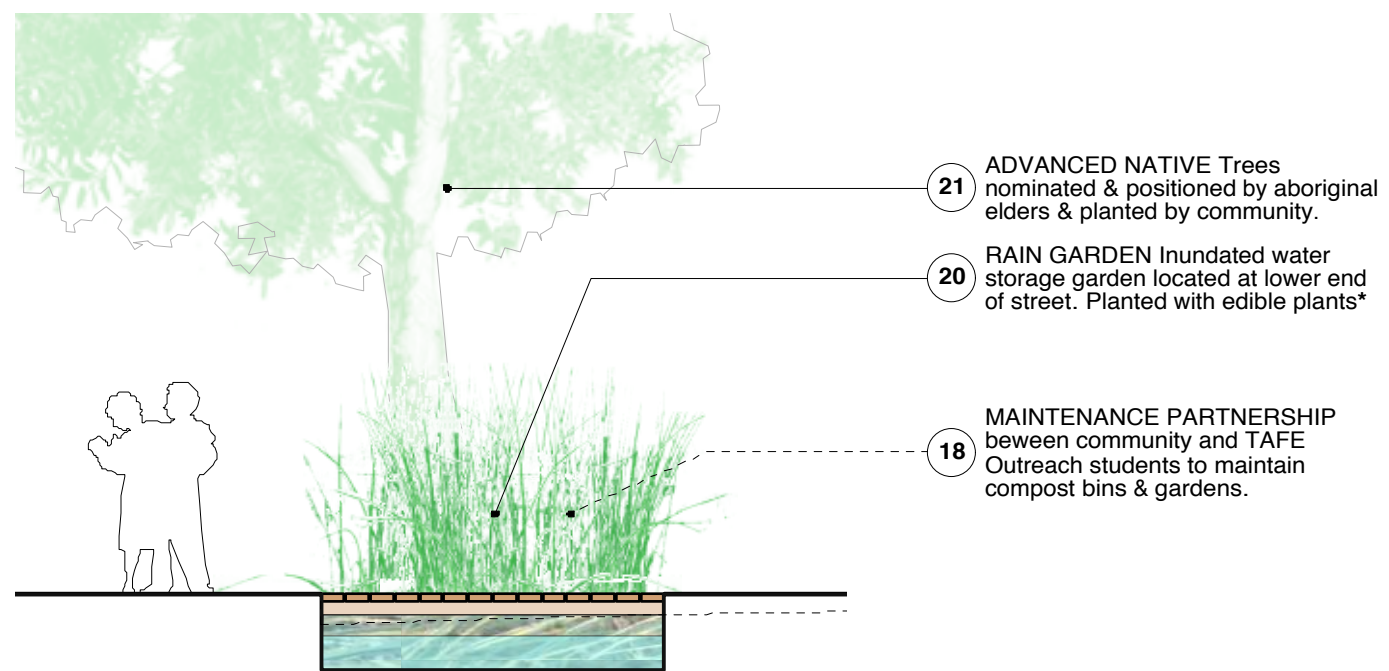 21
ADVANCED NATIVE Trees
nominated & positioned by aboriginal
elders & planted by community.
20
RAIN GARDEN Inundated water
storage garden located at lower end
of street. Planted with edible plants*
18
MAINTENANCE PARTNERSHIP
beween community and TAFE
Outreach students to maintain
compost bins & gardens.